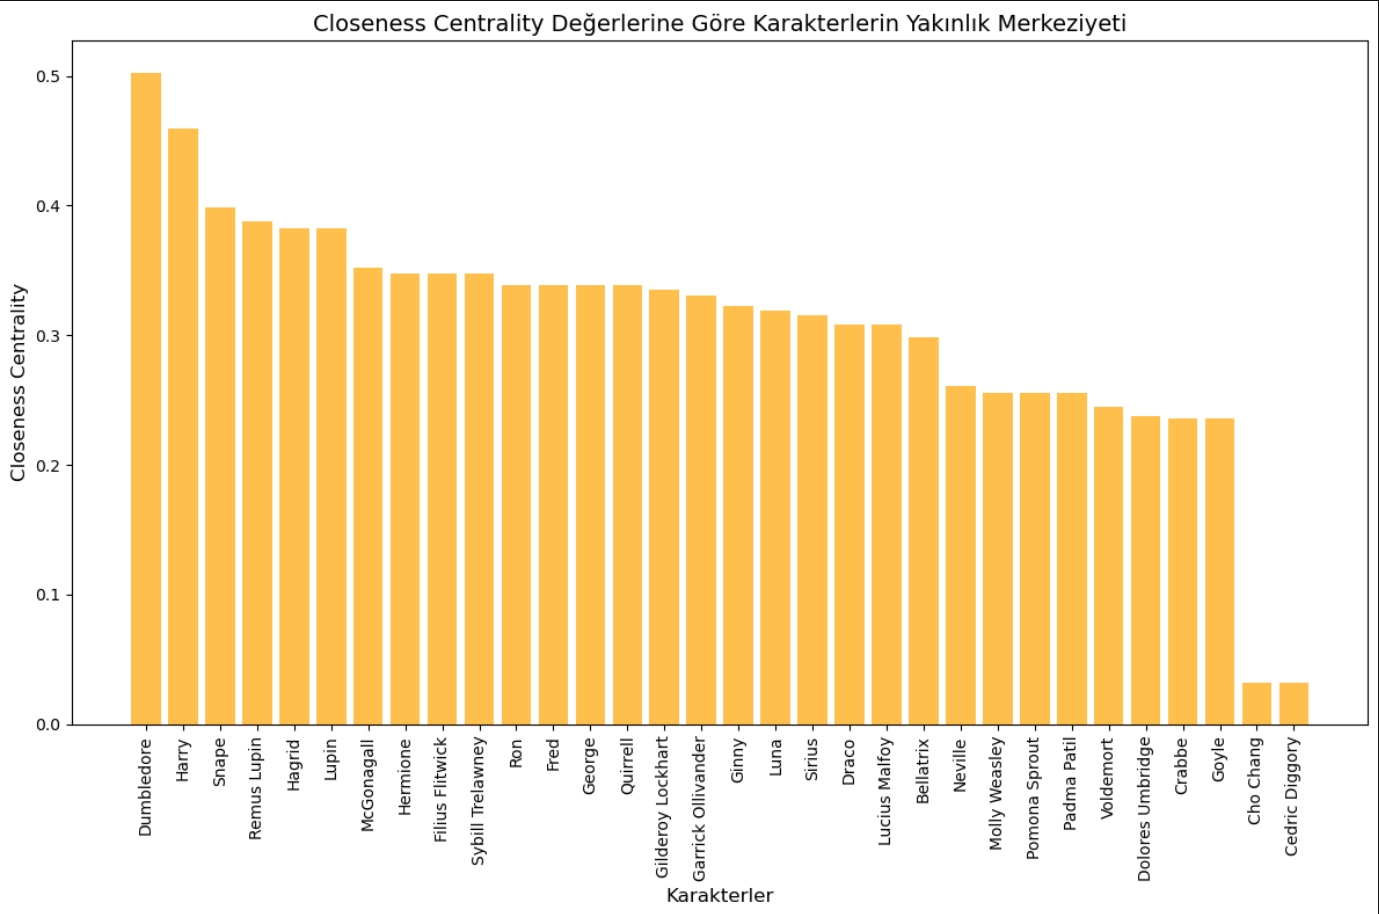 Closeness Centrality Değerlerine Göre Karakterlerin Yakınlık Merkeziyeti
Closeness Centrality
0.5
0.4
0.3
0.2
0.1
0.0
Dumbledore
Harry
Snape
Remus Lupin
Hagrid
Lupin
McGonagall
Hermione
Filius Flitwick
Sybill Trelawney
Ron
Fred
George
Quirrell
Gilderoy Lockhart
Garrick Ollivander
Ginny
Luna
Sirius
Draco
Lucius Malfoy
Bellatrix
Neville
Molly Weasley
Pomona Sprout
Padma Patil
Voldemort
Dolores Umbridge
Crabbe
Goyle
Cho Chang
Cedric Diggory
Karakterler